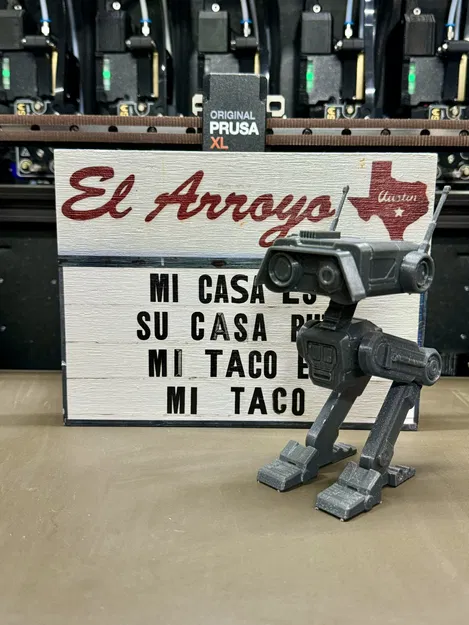 ORIGINAL
PRUSA
XL
El Arroyo
Austin
MI CASA ES
SU CASA
MI TACO
MI TACO